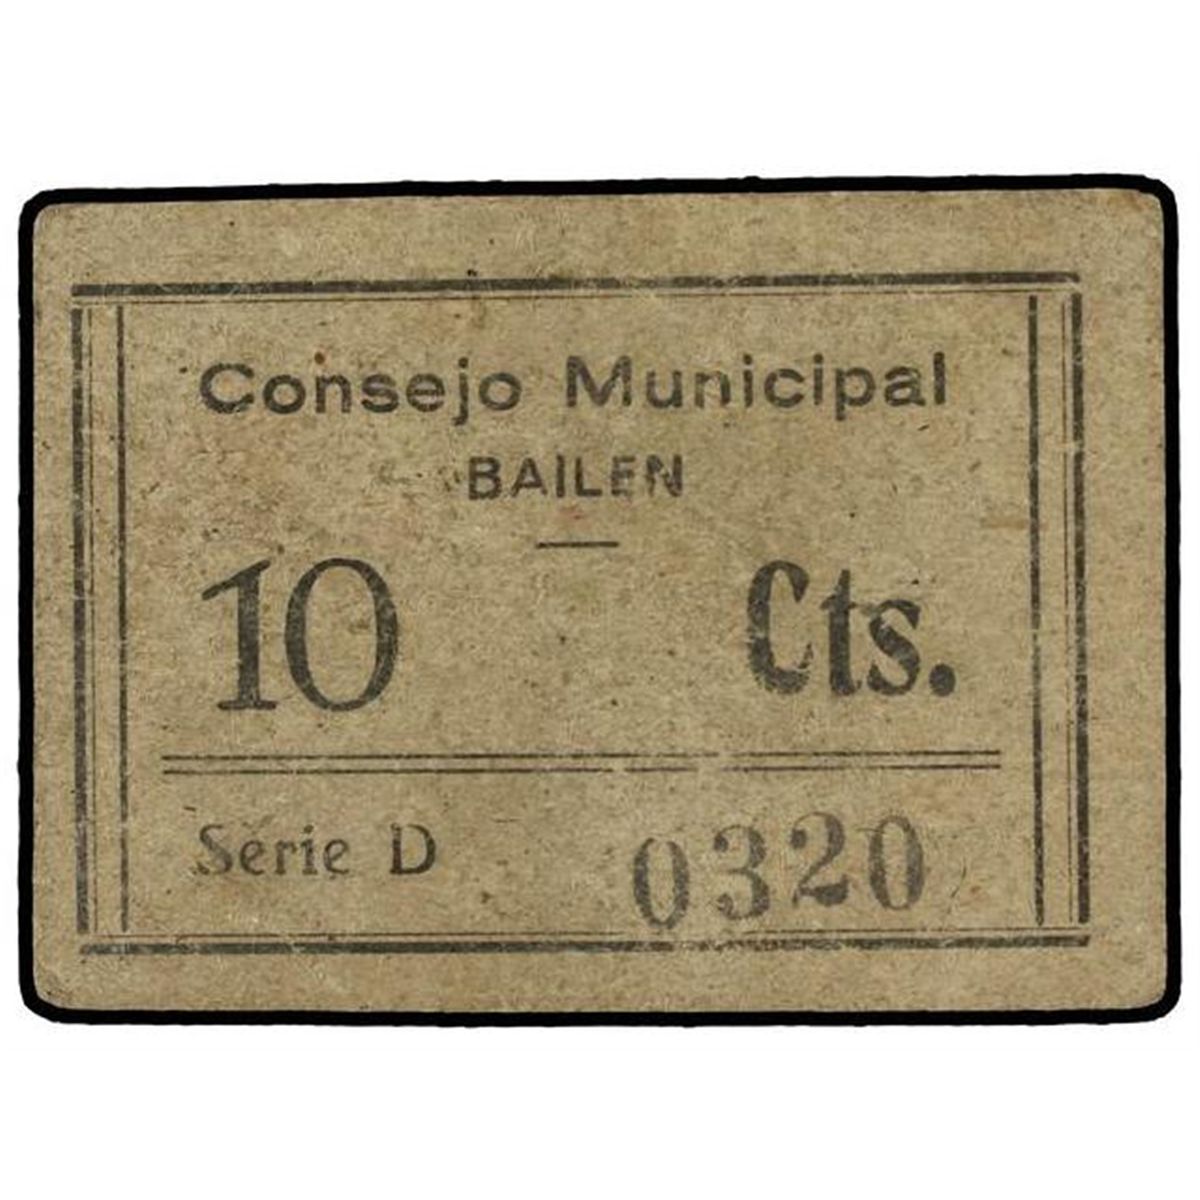 Consejo Municipal
BAILEN
10 Cts.
Serie D 0320